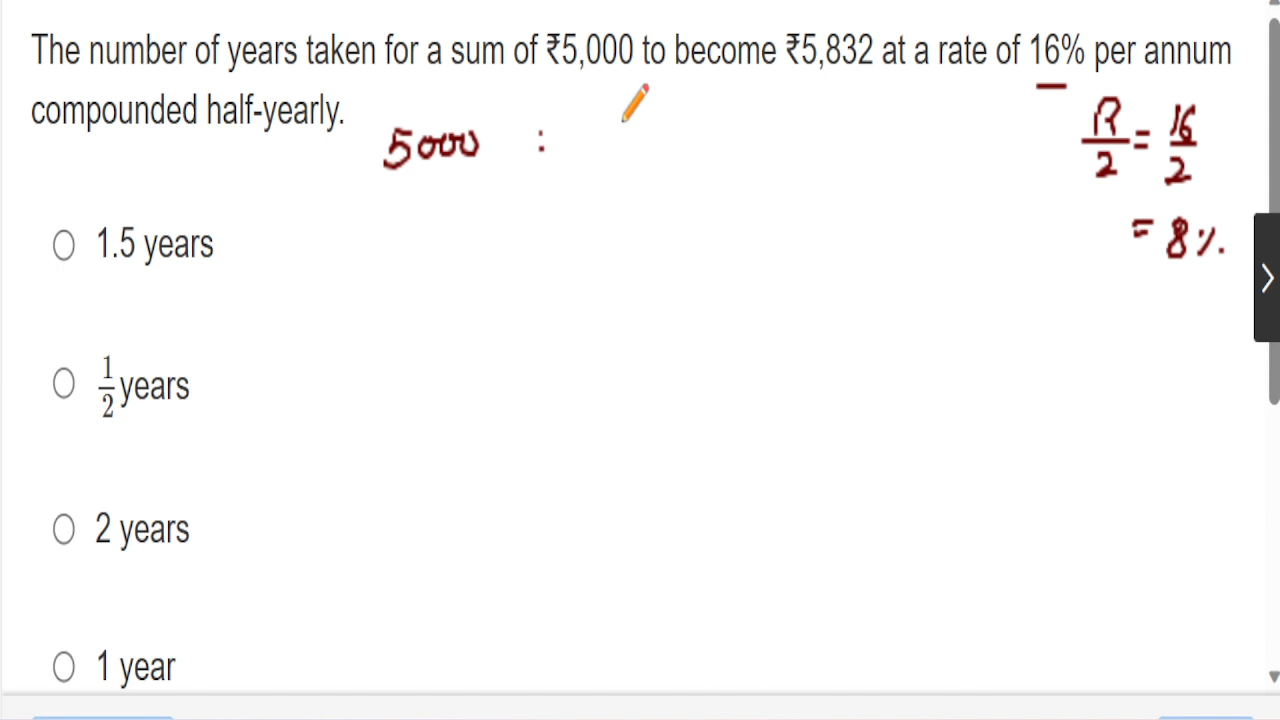 The number of years taken for a sum of ₹5,000 to become ₹5,832 at a rate of 16% per annum
compounded half-yearly.
5000 :
R/2 = 16/2
= 8%.
1.5 years
1/2 years
2 years
1 year